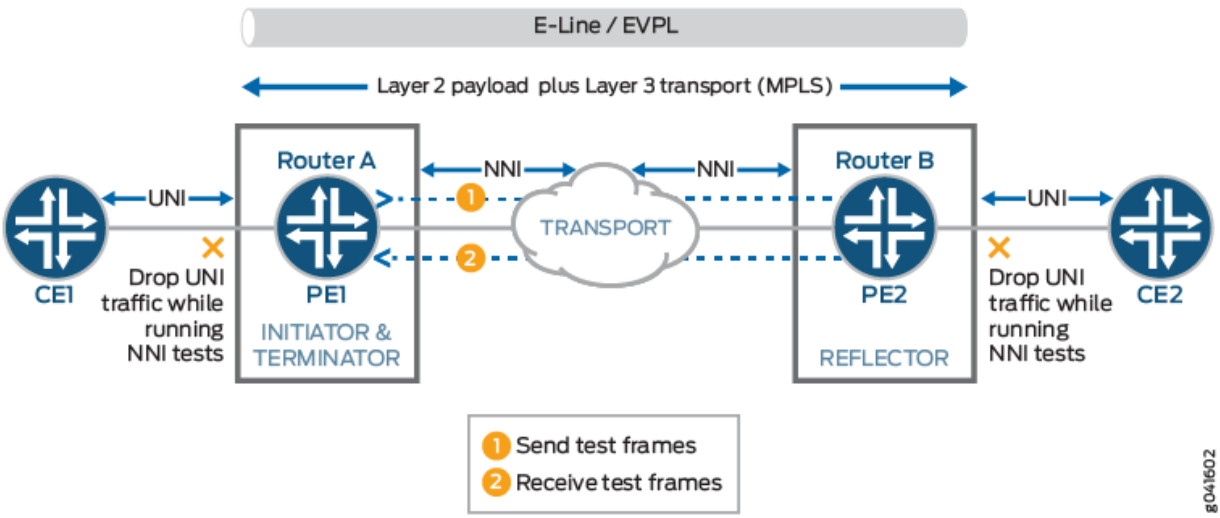 E-Line / EVPL
Layer 2 payload plus Layer 3 transport (MPLS)
Router A
Router B
NNI
NNI
UNI
UNI
1
TRANSPORT
2
CE1
PE1
PE2
CE2
Drop UNI
traffic while
running
NNI tests
INITIATOR &
TERMINATOR
REFLECTOR
Drop UNI
traffic while
running
NNI tests
1 Send test frames
2 Receive test frames
g041602